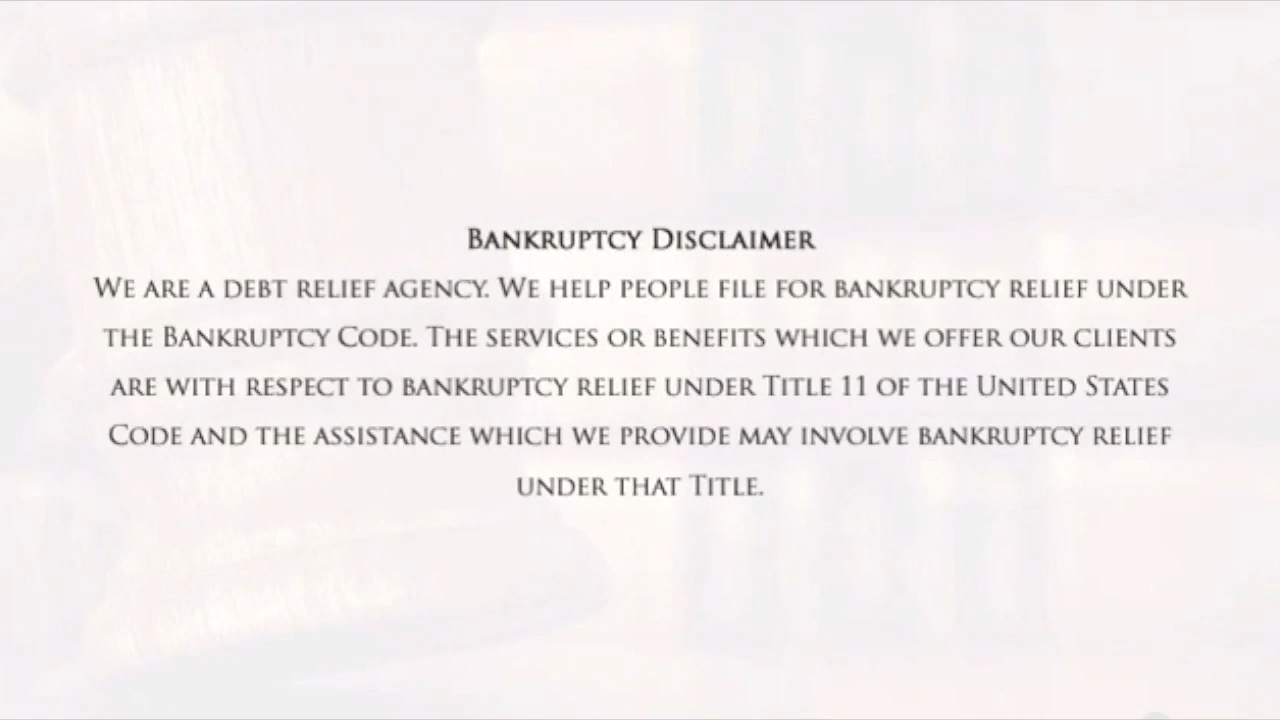 Bankruptcy Disclaimer
We are a debt relief agency. We help people file for bankruptcy relief under
the Bankruptcy Code. The services or benefits which we offer our clients
are with respect to bankruptcy relief under Title 11 of the United States
Code and the assistance which we provide may involve bankruptcy relief
under that Title.